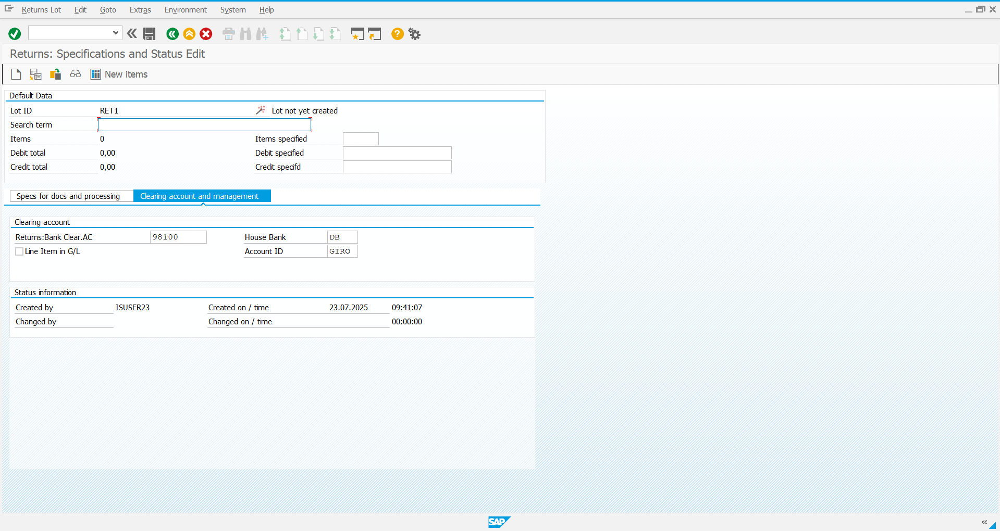 Returns Lot Edit Goto Extras Environment System Help
Returns: Specifications and Status Edit
New items
Default Data
Lot ID RET1 Lot not yet created
Search term
Items 0 Items specified
Debit total 0,00 Debit specified
Credit total 0,00 Credit specifd
Specs for docs and processing Clearing account and management
Clearing account
Returns:Bank Clear.AC 98100 House Bank DB
Line Item in G/L Account ID GIRO
Status information
Created by ISUSER23 Created on / time 23.07.2025 09:41:07
Changed by Changed on / time 00:00:00
SAP